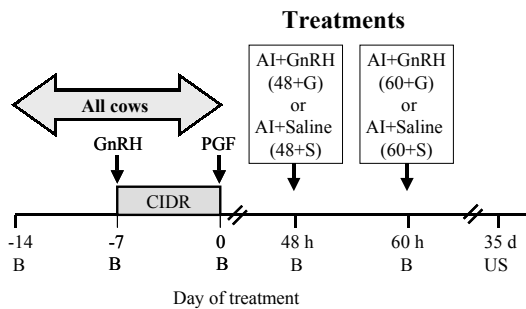 Treatments
AI+GnRH
(48+G)
or
AI+Saline
(48+S)
AI+GnRH
(60+G)
or
AI+Saline
(60+S)
All cows
GnRH
PGF
CIDR
-14
-7
0
48 h
60 h
35 d
B
B
B
B
B
US
Day of treatment